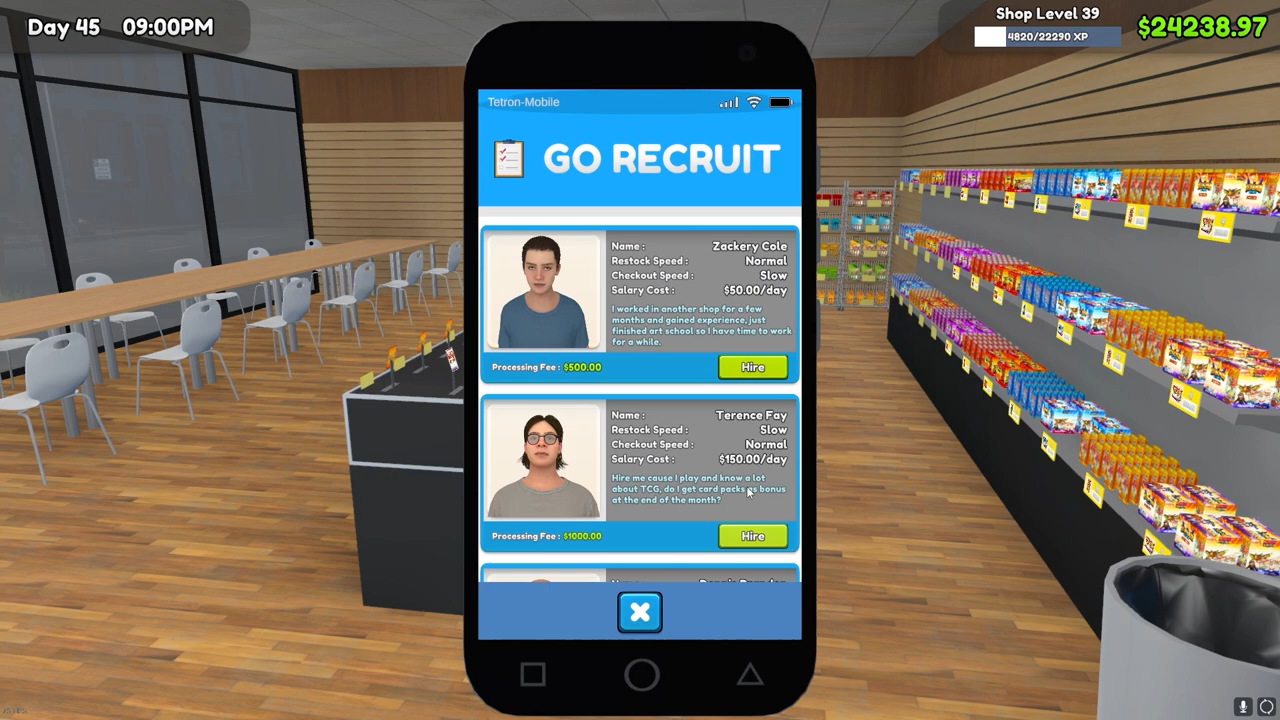 Day 45 09:00PM
Shop Level 39
4820/22290 XP
$24238.97
Tetron-Mobile
GO RECRUIT
Name : Zackery Cole
Restock Speed : Normal
Checkout Speed : Slow
Salary Cost : $50.00/day
I worked in another shop for a few
months and gained experience, just
finished art school so I have time to work
for a while.
Processing Fee : $500.00
Hire
Name : Terence Fay
Restock Speed : Slow
Checkout Speed : Normal
Salary Cost : $150.00/day
Hire me cause I play and know a lot
about TCG, do I get card packs as bonus
at the end of the month?
Processing Fee : $1000.00
Hire